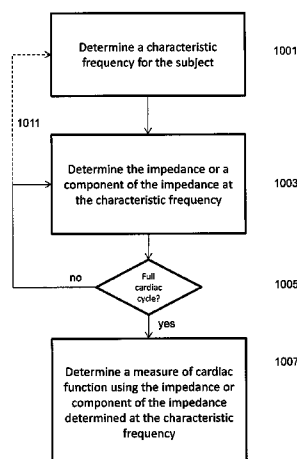 Determine a characteristic
frequency for the subject
1001
1011
Determine the impedance or a
component of the impedance at
the characteristic frequency
1003
Full
cardiac
cycle?
no
1005
yes
1007
Determine a measure of cardiac
function using the impedance or
component of the impedance
determined at the characteristic
frequency